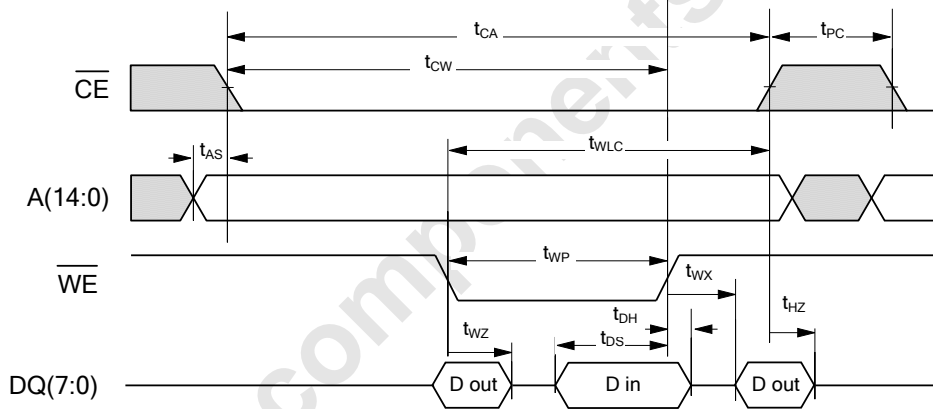 tCA
tPC
tCW
CE
tWLC
tAS
A(14:0)
tWP
WE
tWX
tHZ
tDH
tWZ
tDS
DQ(7:0)
D out
D in
D out
components